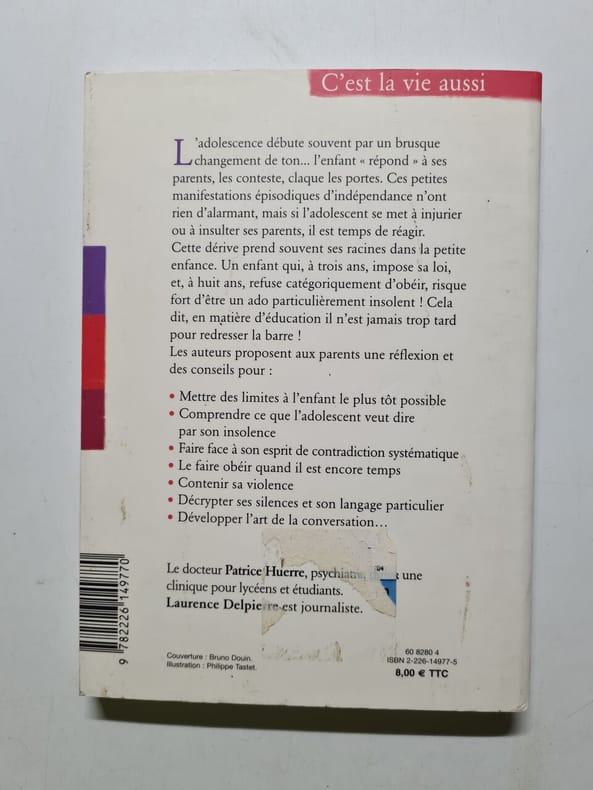 C'est la vie aussi
L'adolescence débute souvent par un brusque
changement de ton... l'enfant « répond » à ses
parents, les conteste, claque les portes. Ces petites
manifestations épisodiques d'indépendance n'ont
rien d'alarmant, mais si l'adolescent se met à injurier
ou à insulter ses parents, il est temps de réagir.
Cette dérive prend souvent ses racines dans la petite
enfance. Un enfant qui, à trois ans, impose sa loi,
et, à huit ans, refuse catégoriquement d'obéir, risque
fort d'être un ado particulièrement insolent ! Cela
dit, en matière d'éducation il n'est jamais trop tard
pour redresser la barre !
Les auteurs proposent aux parents une réflexion et
des conseils pour :
• Mettre des limites à l'enfant le plus tôt possible
• Comprendre ce que l'adolescent veut dire
par son insolence
• Faire face à son esprit de contradiction systématique
• Le faire obéir quand il est encore temps
• Contenir sa violence
• Décrypter ses silences et son langage particulier
• Développer l'art de la conversation...
Le docteur Patrice Huerre, psychiatre, une
clinique pour lycéens et étudiants.
Laurence Delpierre est journaliste.
9 782226 149770
Couverture : Bruno Douin.
Illustration : Philippe Tastet.
60 8280 4
ISBN 2-226-14977-5
8,00 € TTC